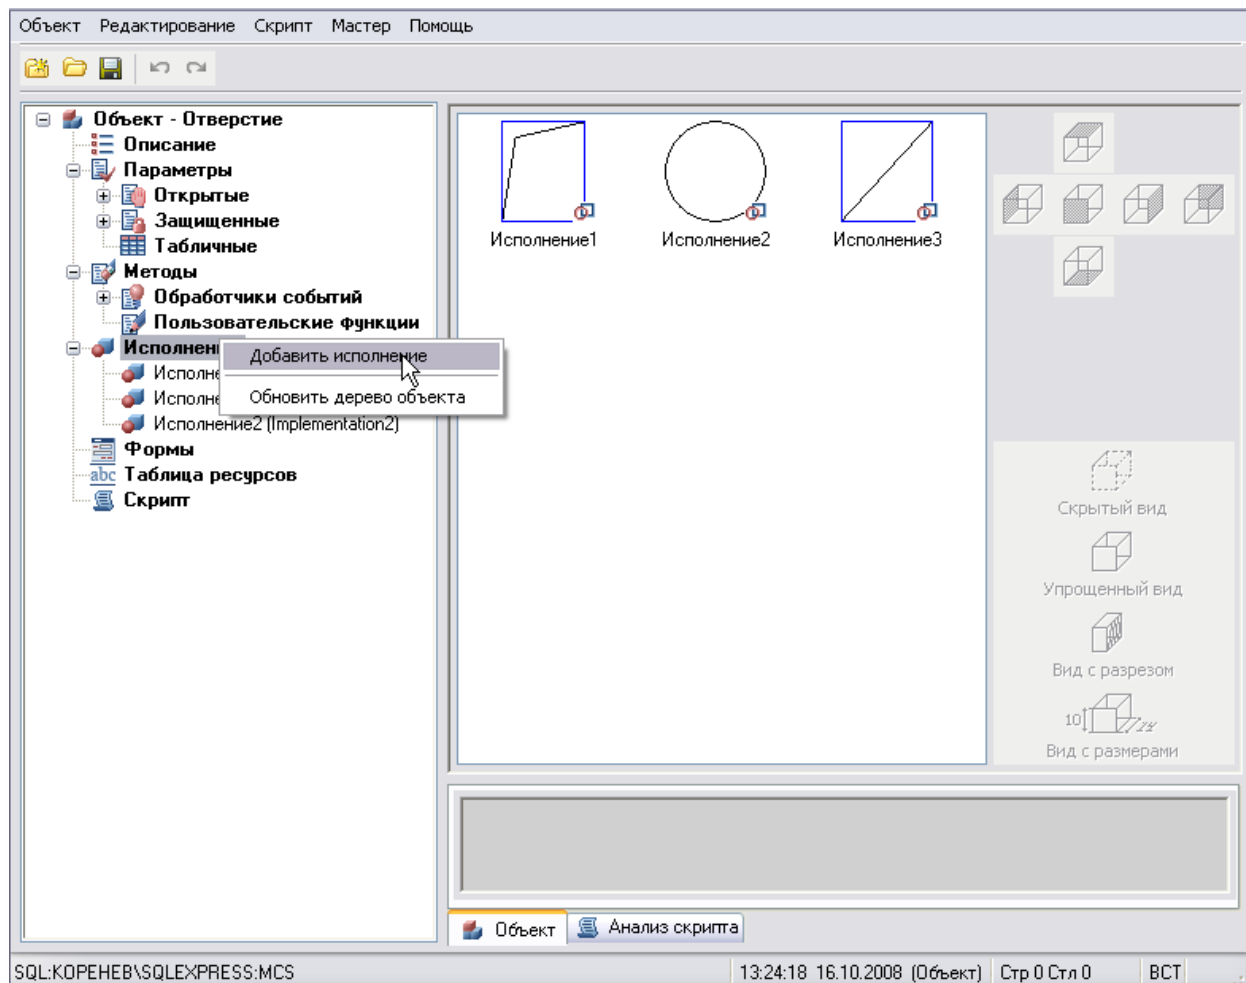 Объект Редактирование Скрипт Мастер Помощь
Объект - Отверстие
Описание
Параметры
Открытые
Защищенные
Табличные
Методы
Обработчики событий
Пользовательские функции
Исполнен
Исполне
Исполне
Исполнение2 (Implementation2)
Формы
abc Таблица ресурсов
Скрипт
Добавить исполнение
Обновить дерево объекта
Исполнение1 Исполнение2 Исполнение3
Скрытый вид
Упрощенный вид
Вид с разрезом
10
Вид с размерами
Объект Анализ скрипта
SQL:КОРЕНЕВ\SQLEXPRESS:MCS 13:24:18 16.10.2008 (Объект) Стр 0 Стл 0 ВСТ